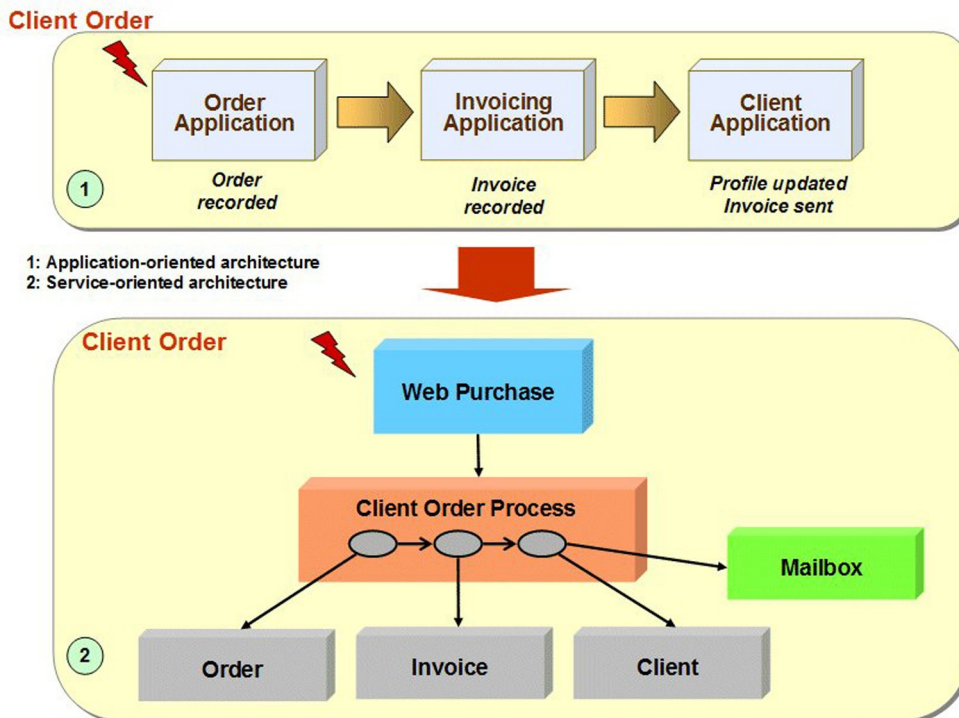 Client Order
Order
Application
Invoicing
Application
Client
Application
1
Order
recorded
Invoice
recorded
Profile updated
Invoice sent
1: Application-oriented architecture
2: Service-oriented architecture
Client Order
Web Purchase
Client Order Process
Mailbox
2
Order
Invoice
Client